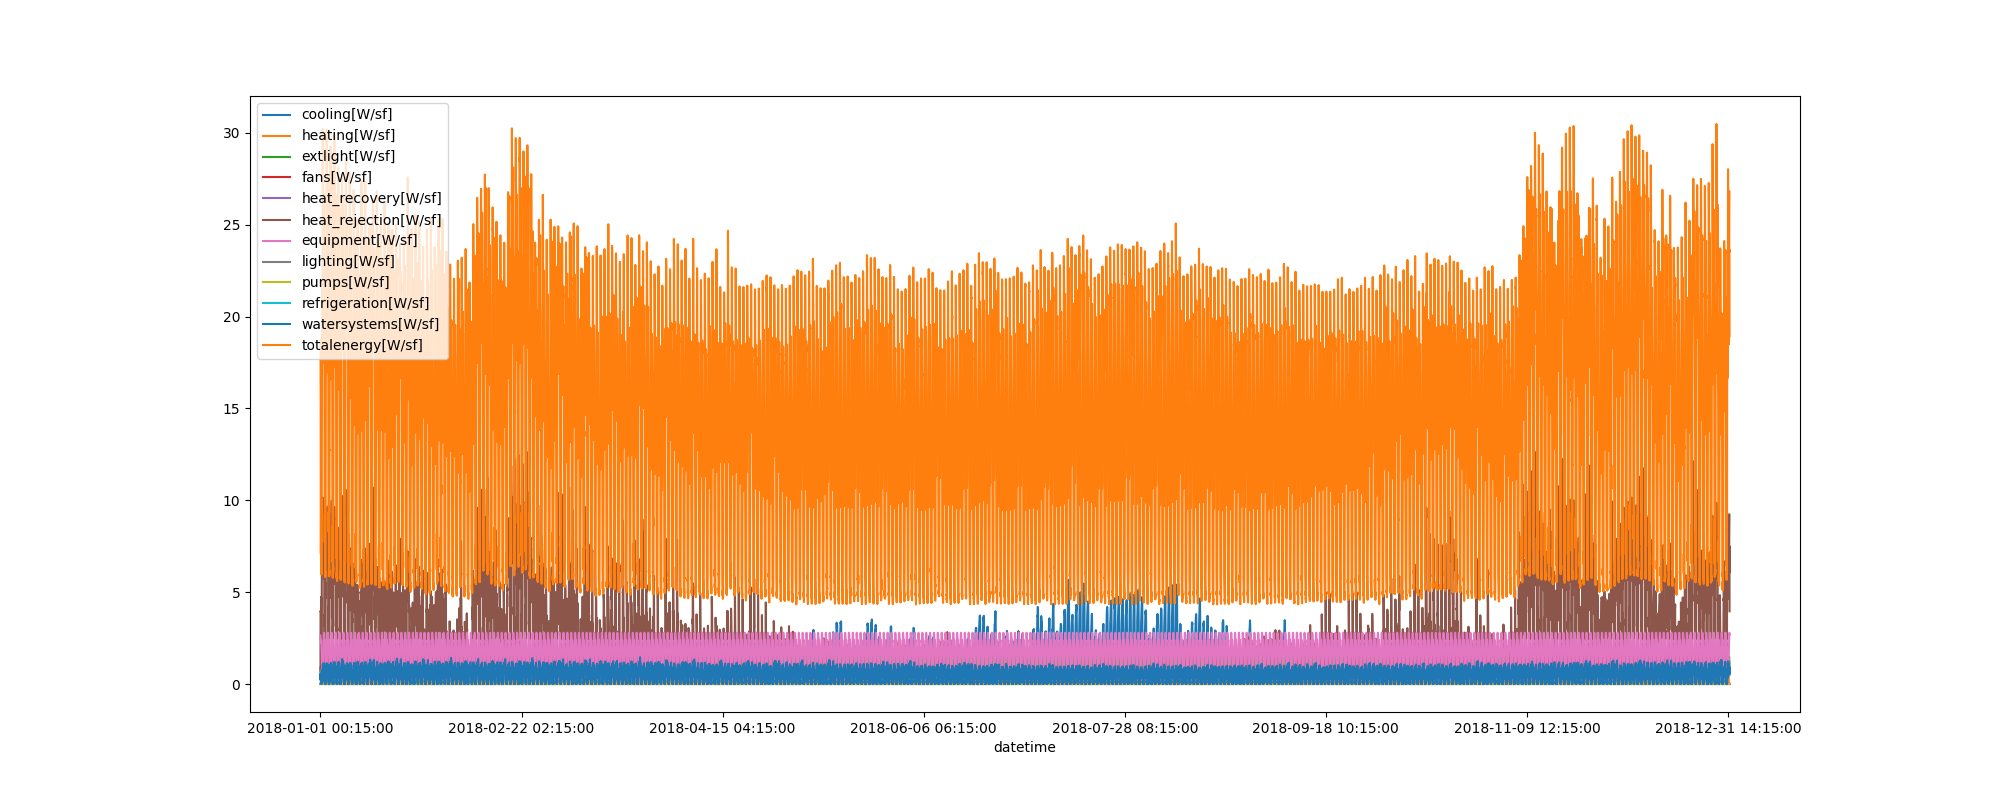 cooling[W/sf]
heating[W/sf]
extlight[W/sf]
fans[W/sf]
heat_recovery[W/sf]
heat_rejection[W/sf]
equipment[W/sf]
lighting[W/sf]
pumps[W/sf]
refrigeration[W/sf]
watersystems[W/sf]
totalenergy[W/sf]
30
25
20
15
10
5
0
2018-01-01 00:15:00 2018-02-22 02:15:00 2018-04-15 04:15:00 2018-06-06 06:15:00 2018-07-28 08:15:00 2018-09-18 10:15:00 2018-11-09 12:15:00 2018-12-31 14:15:00
datetime